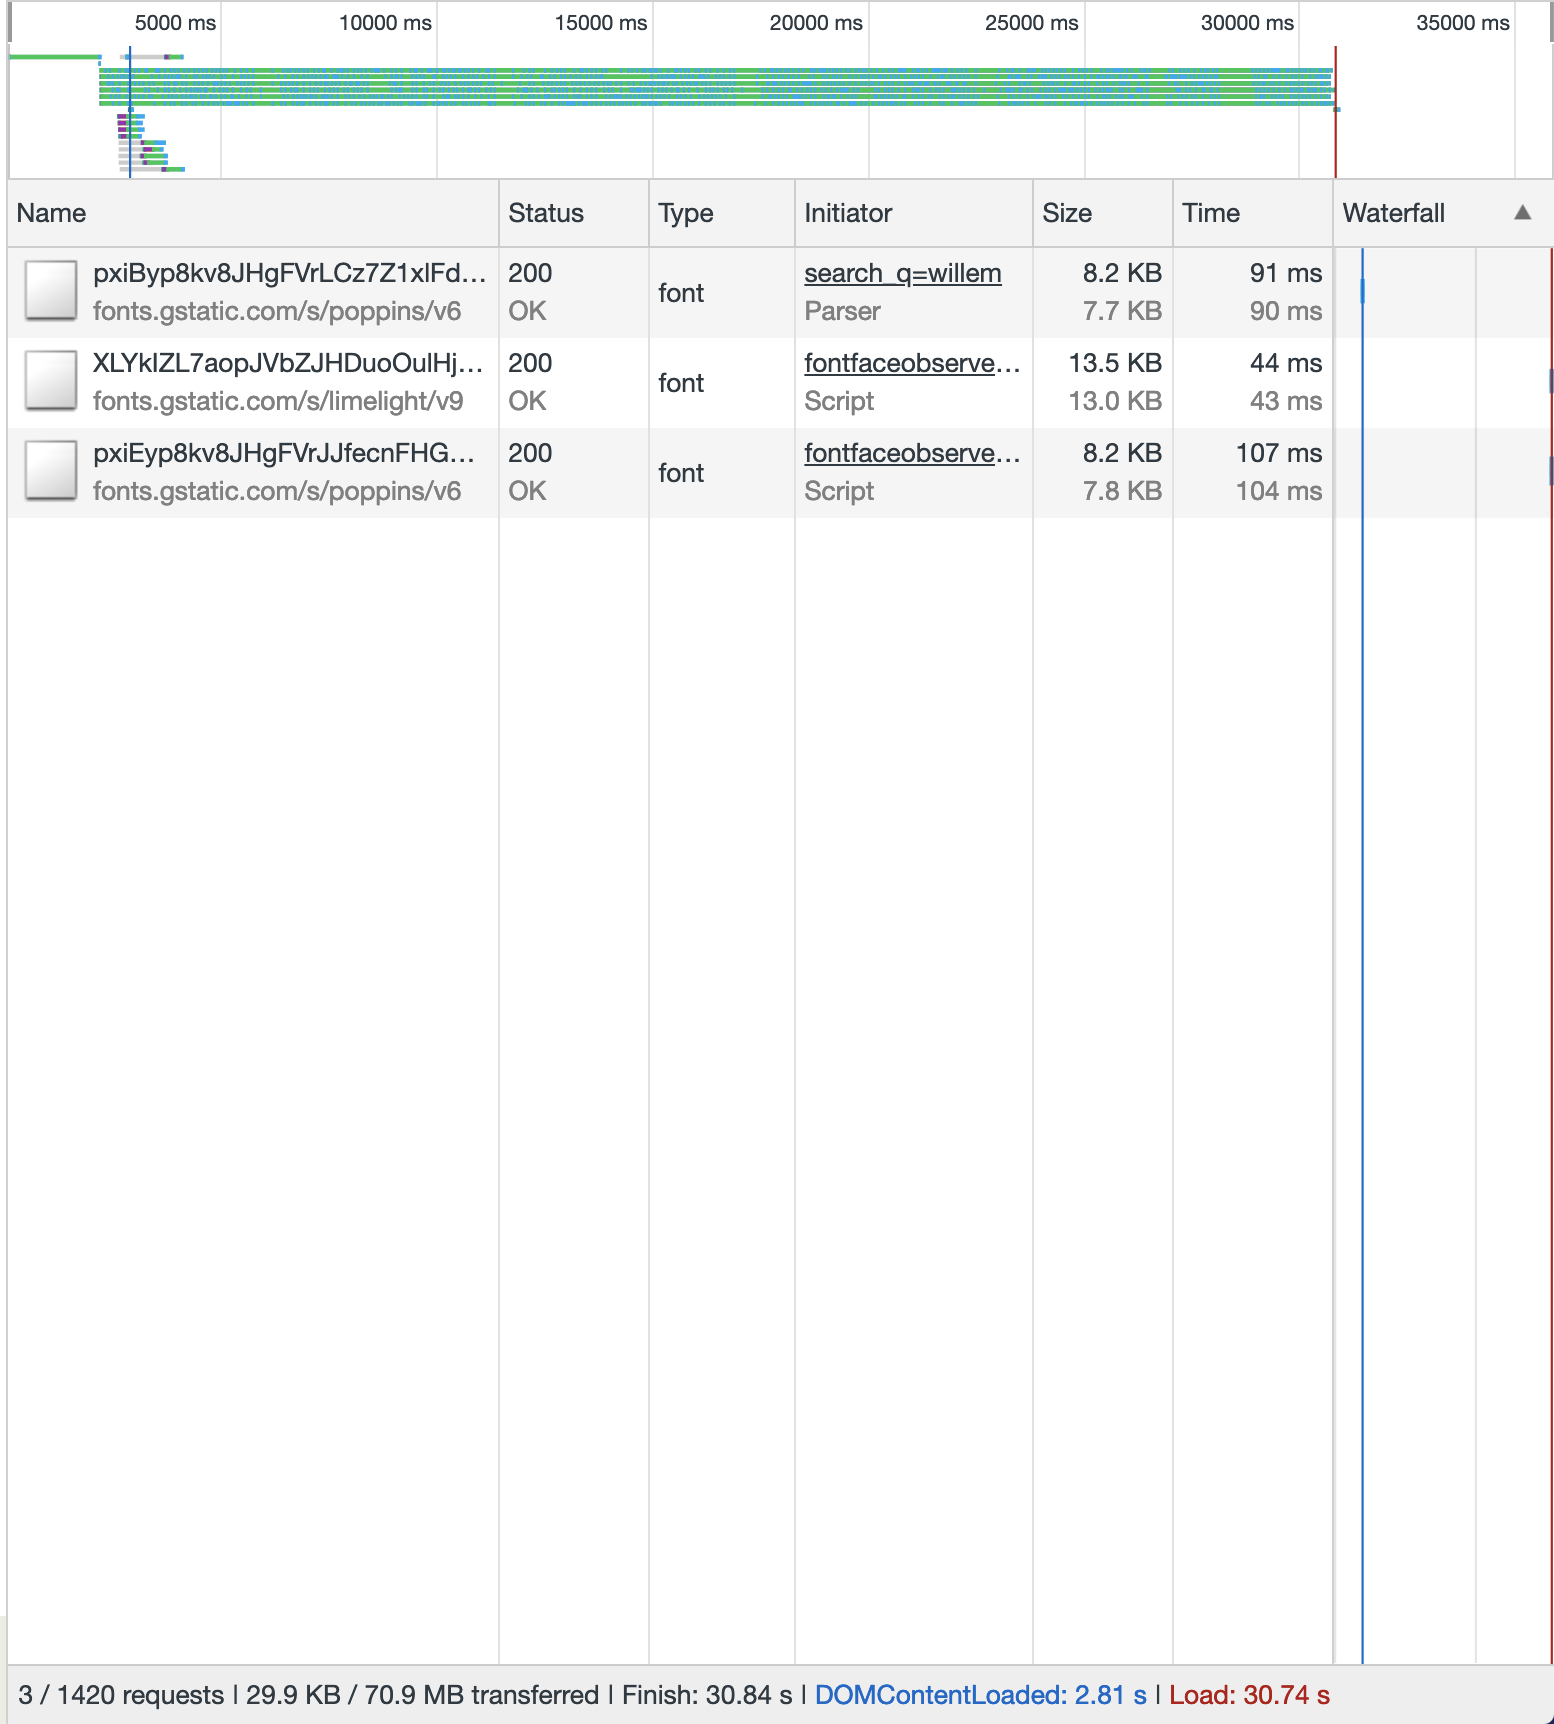 5000 ms 10000 ms 15000 ms 20000 ms 25000 ms 30000 ms 35000 ms
Name Status Type Initiator Size Time Waterfall ▲
pxiByp8kv8JHgFVrLCz7Z1xlFd… 200 font search_q=willem 8.2 KB 91 ms
fonts.gstatic.com/s/poppins/v6 OK Parser 7.7 KB 90 ms
XLYkIZL7aopJVbZJHDuoOulHj… 200 font fontfaceobserve… 13.5 KB 44 ms
fonts.gstatic.com/s/limelight/v9 OK Script 13.0 KB 43 ms
pxiEyp8kv8JHgFVrJJfecnFHG… 200 font fontfaceobserve… 8.2 KB 107 ms
fonts.gstatic.com/s/poppins/v6 OK Script 7.8 KB 104 ms
3 / 1420 requests | 29.9 KB / 70.9 MB transferred | Finish: 30.84 s | DOMContentLoaded: 2.81 s | Load: 30.74 s